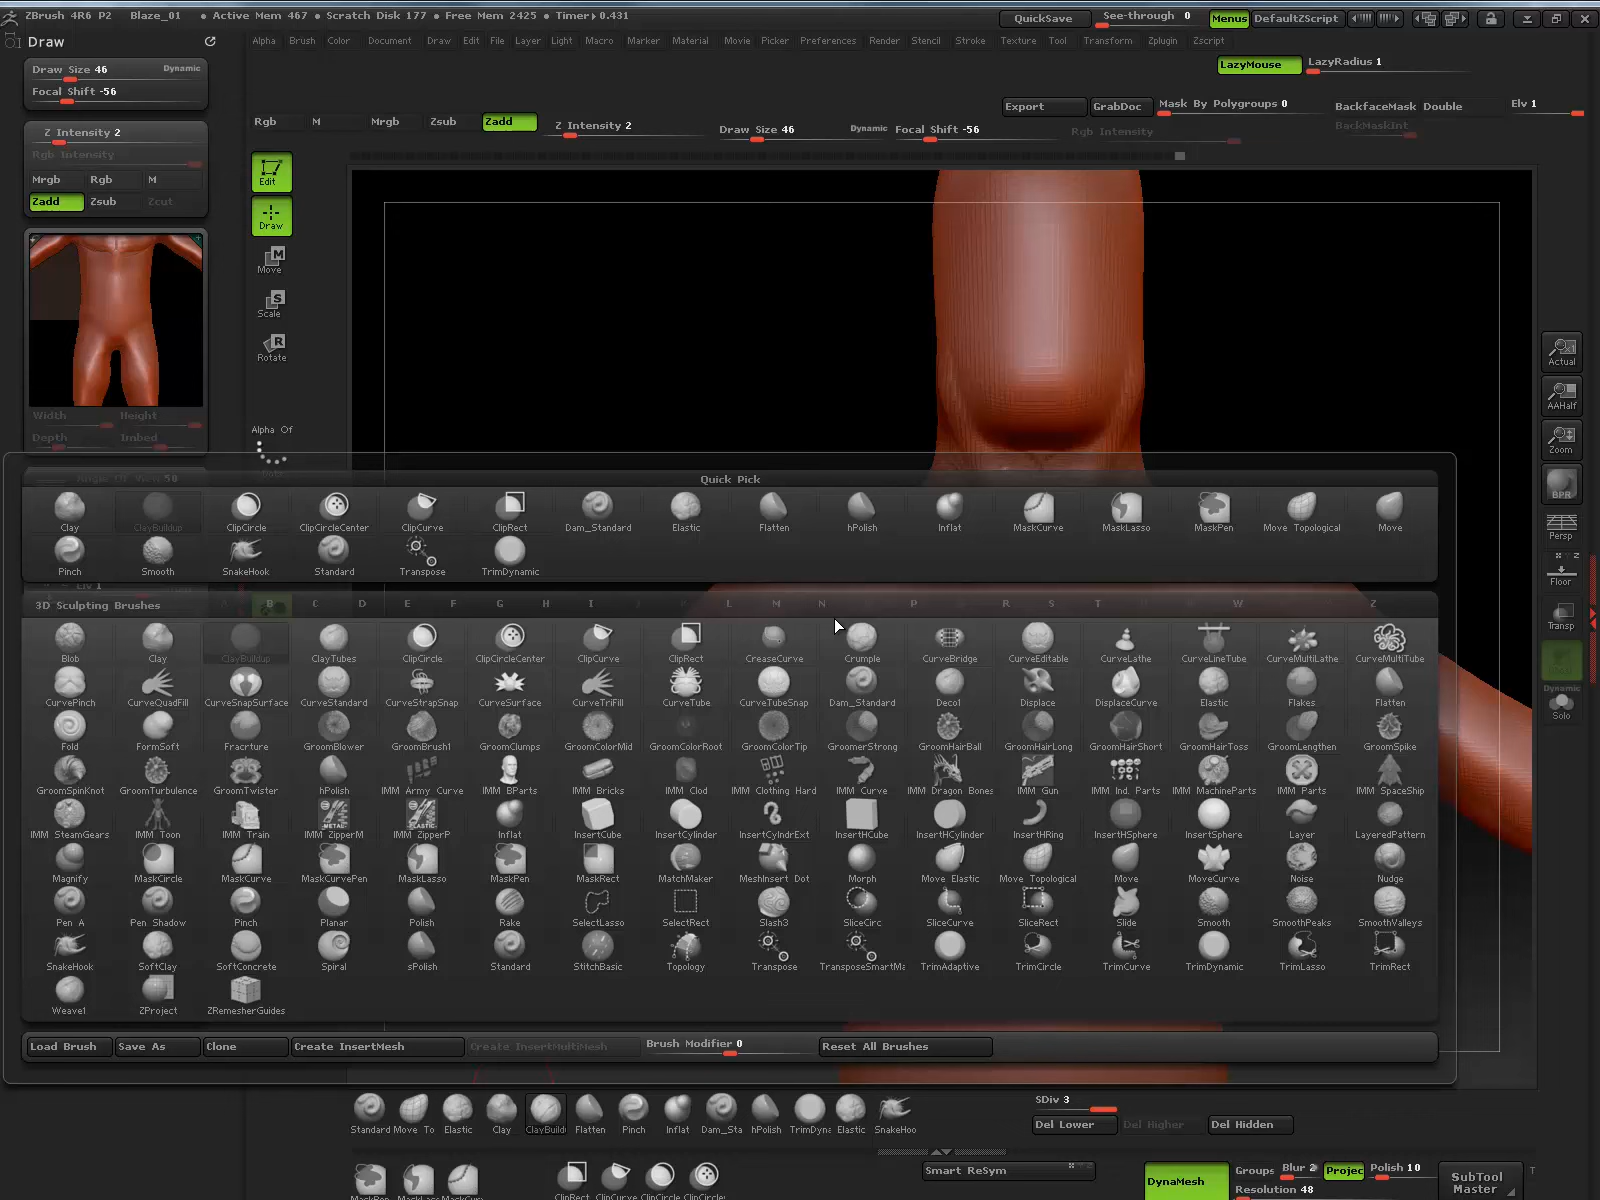 ZBrush 4R6 P2 Blaze_01 • Active Mem 467 • Scratch Disk 177 • Free Mem 2425 • Timer▸0.431 QuickSave See-through 0 Menus DefaultZScript
Draw
Alpha Brush Color Document Draw Edit File Layer Light Macro Marker Material Movie Picker Preferences Render Stencil Stroke Texture Tool Transform Zplugin Zscript
LazyMouse LazyRadius 1
Draw Size 46 Dynamic
Focal Shift -56
Export GrabDoc Mask By Polygroups 0 BackfaceMask Double Elv 1
BackMaskInt
Rgb M Mrgb Zsub Zadd Z Intensity 2 Draw Size 46 Dynamic Focal Shift -56 Rgb Intensity
Z Intensity 2
Rgb Intensity
Mrgb Rgb M
Zadd Zsub Zcut
Edit
Draw
Move
Scale
Rotate
Width Height
Depth Imbed
Alpha Of
Angle Of View 50
Actual
AAHalf
Zoom
BPR
Persp
Floor
Transp
Dynamic
Solo
Quick Pick
Clay ClayBuildup ClipCircle ClipCircleCenter ClipCurve ClipRect Dam_Standard Elastic Flatten hPolish Inflat MaskCurve MaskLasso MaskPen Move Topological Move
Pinch Smooth SnakeHook Standard Transpose TrimDynamic
Elv 1
3D Sculpting Brushes A B C D E F G H I L M N P R S T W Z
Blob Clay ClayBuildup ClayTubes ClipCircle ClipCircleCenter ClipCurve ClipRect CreaseCurve Crumple CurveBridge CurveEditable CurveLathe CurveLineTube CurveMultiLathe CurveMultiTube
CurvePinch CurveQuadFill CurveSnapSurface CurveStandard CurveStrapSnap CurveSurface CurveTriFill CurveTube CurveTubeSnap Dam_Standard Deco1 Displace DisplaceCurve Elastic Flakes Flatten
Fold FormSoft Fracrture GroomBlower GroomBrush1 GroomClumps GroomColorMid GroomColorRoot GroomColorTip GroomerStrong GroomHairBall GroomHairLong GroomHairShort GroomHairToss GroomLengthen GroomSpike
GroomSpinKnot GroomTurbulence GroomTwister hPolish IMM Army Curve IMM BParts IMM Bricks IMM Clod IMM Clothing Hard IMM Curve IMM Dragon Bones IMM Gun IMM Ind. Parts IMM MachineParts IMM Parts IMM SpaceShip
IMM SteamGears IMM Toon IMM Train IMM ZipperM IMM ZipperP Inflat InsertCube InsertCylinder InsertCylndrExt InsertHCube InsertHCylinder InsertHRing InsertHSphere InsertSphere Layer LayeredPattern
Magnify MaskCircle MaskCurve MaskCurvePen MaskLasso MaskPen MaskRect MatchMaker MeshInsert Dot Morph Move Elastic Move Topological Move MoveCurve Noise Nudge
Pen A Pen Shadow Pinch Planar Polish Rake SelectLasso SelectRect Slash3 SliceCirc SliceCurve SliceRect Slide Smooth SmoothPeaks SmoothValleys
SnakeHook SoftClay SoftConcrete Spiral sPolish Standard StitchBasic Topology Transpose TransposeSmartMa TrimAdaptive TrimCircle TrimCurve TrimDynamic TrimLasso TrimRect
Weave1 ZProject ZRemesherGuides
Load Brush Save As Clone Create InsertMesh Create InsertMultiMesh Brush Modifier 0 Reset All Brushes
Standard Move To Elastic Clay ClayBuild Flatten Pinch Inflat Dam_Sta hPolish TrimDyna Elastic SnakeHoo
SDiv 3
Del Lower Del Higher Del Hidden
MaskPen MaskLass MaskCurv ClipRect ClipCurve ClipCircle ClipCircle
Smart ReSym
DynaMesh Groups Blur 2 Projec Polish 10
Resolution 48
SubTool
Master